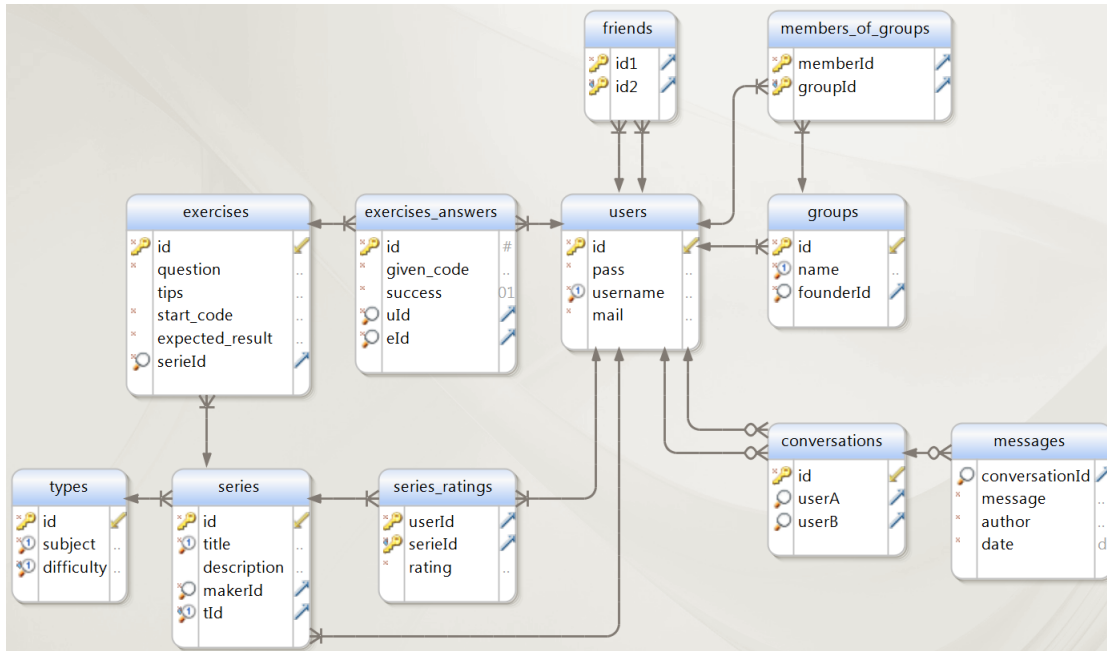 friends
id1
id2
members_of_groups
memberId
groupId
exercises
id
question
tips
start_code
expected_result
serieId
exercises_answers
id #
given_code
success 01
uId
eId
users
id
pass
username
mail
groups
id
name
founderId
types
id
subject
difficulty
series
id
title
description
makerId
tId
series_ratings
userId
serieId
rating
conversations
id
userA
userB
messages
conversationId
message
author
date d